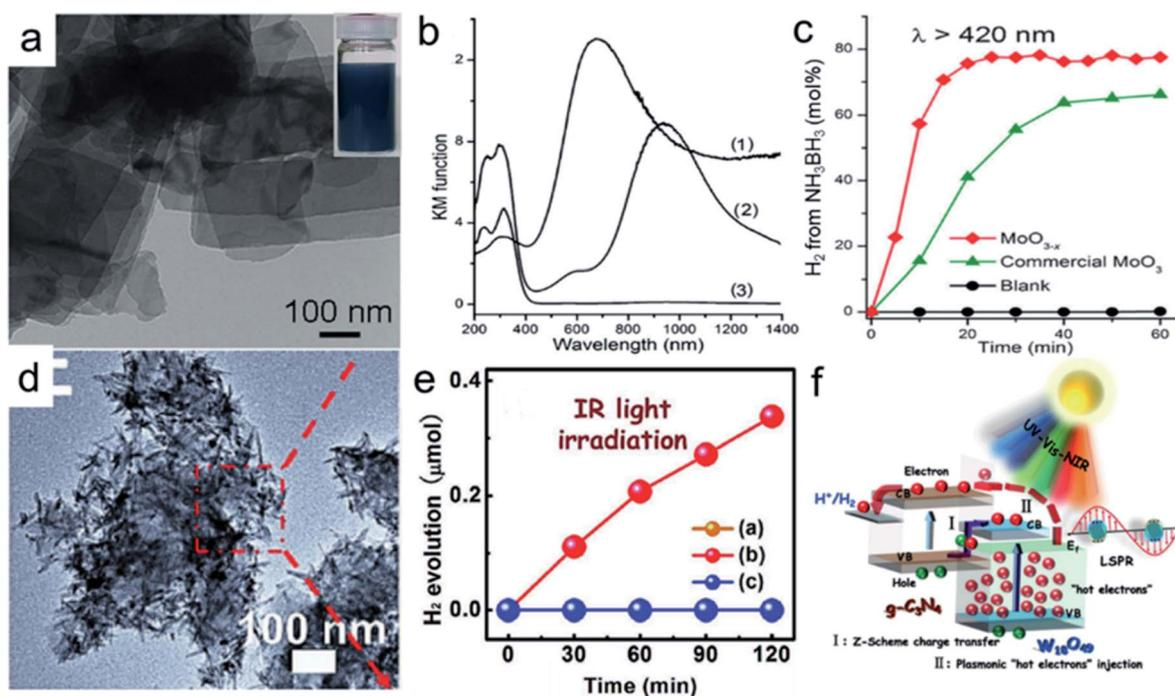 a
100 nm
b
KM function
2
8
4
0
(1)
(2)
(3)
200 400 600 800 1000 1200 1400
Wavelength (nm)
c
λ > 420 nm
H₂ from NH₃BH₃ (mol%)
80
60
40
20
0
MoO₃₋ₓ
Commercial MoO₃
Blank
0 20 40 60
Time (min)
d
100 nm
e
IR light
irradiation
H₂ evolution (μmol)
0.4
0.2
0.0
(a)
(b)
(c)
0 30 60 90 120
Time (min)
f
UV-Vis-NIR
Electron
H⁺/H₂
CB
I
II
CB
VB
Ef
LSPR
Hole
"hot electrons"
g-C₃N₄
VB
W₁₈O₄₉
I : Z-Scheme charge transfer
II : Plasmonic "hot electrons" injection